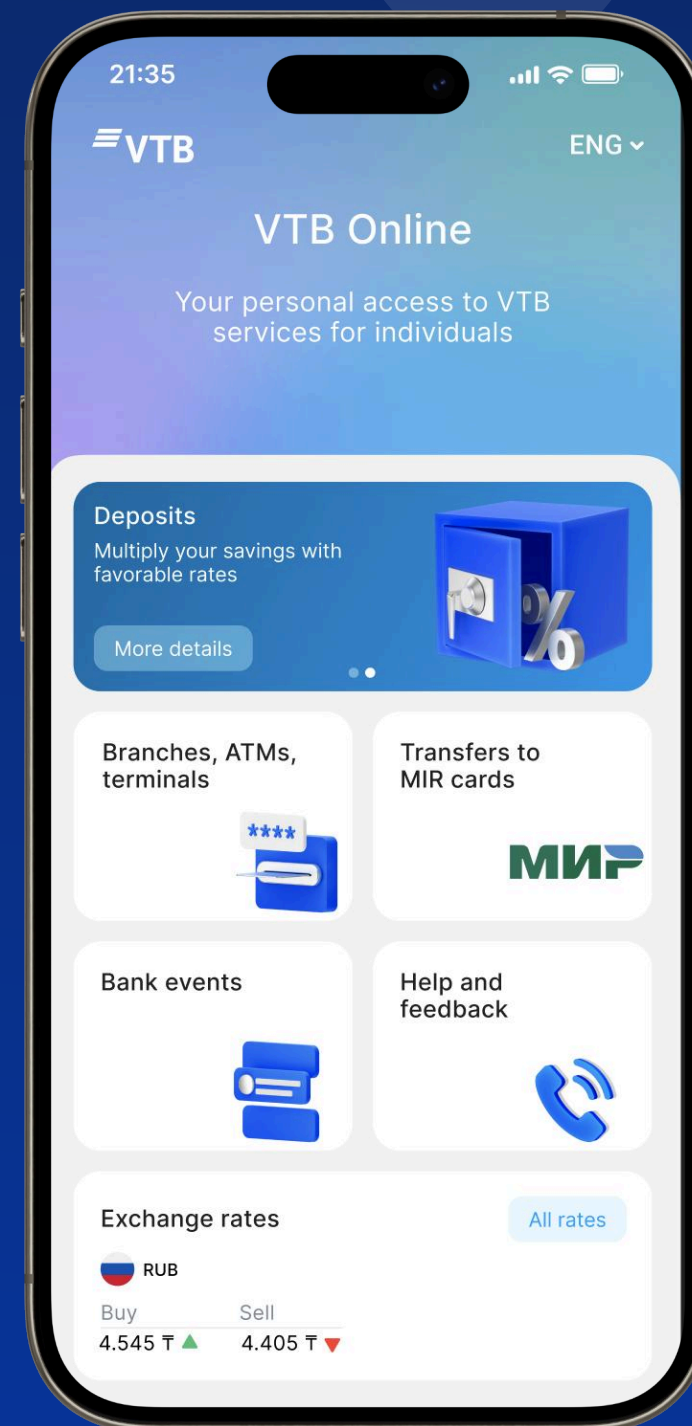 21:35
VTB
ENG
VTB Online
Your personal access to VTB
services for individuals
Deposits
Multiply your savings with
favorable rates
More details
Branches, ATMs,
terminals
****
Transfers to
MIR cards
МИР
Bank events
Help and
feedback
%
Exchange rates
All rates
RUB
Buy Sell
4.545 ₸ 4.405 ₸